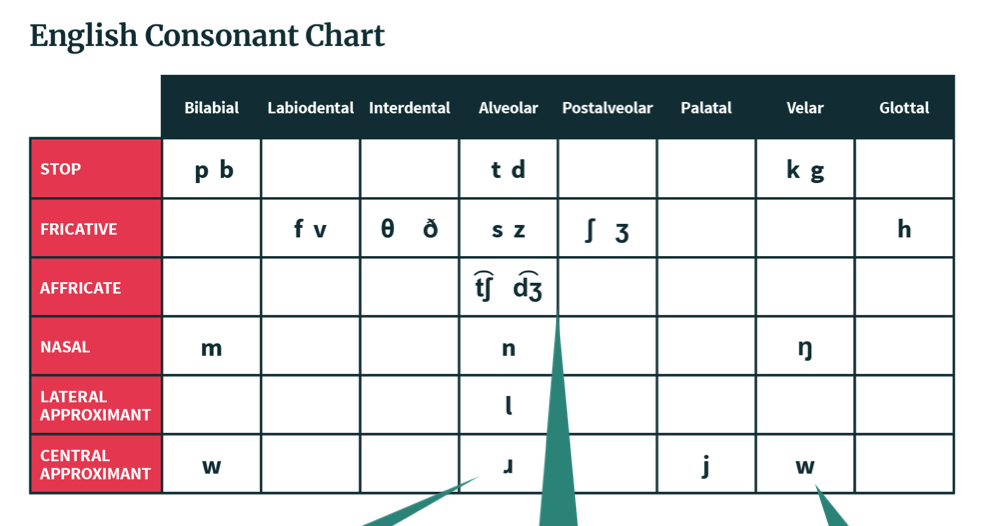 English Consonant Chart
Bilabial Labiodental Interdental Alveolar Postalveolar Palatal Velar Glottal
STOP p b t d k g
FRICATIVE f v θ ð s z ʃ ʒ h
AFFRICATE t͡ʃ d͡ʒ
NASAL m n ŋ
LATERAL
APPROXIMANT l
CENTRAL
APPROXIMANT w ɹ j w